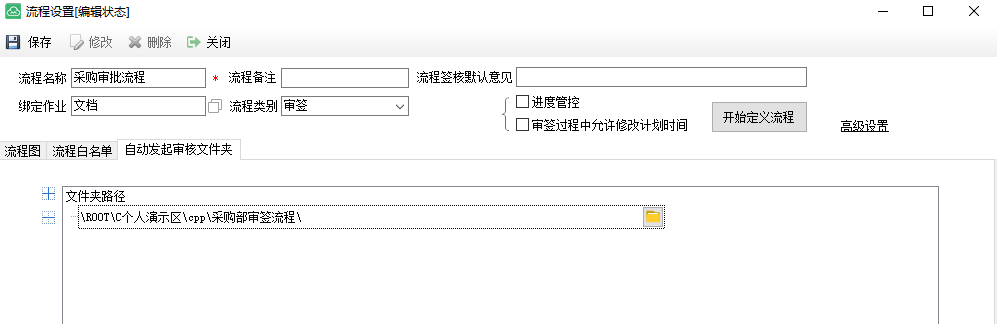 流程设置[编辑状态]
保存 修改 删除 关闭
流程名称 采购审批流程 * 流程备注 流程签核默认意见
绑定作业 文档 流程类别 审签 进度管控
审签过程中允许修改计划时间 开始定义流程 高级设置
流程图 流程白名单 自动发起审核文件夹
文件夹路径
\ROOT\C个人演示区\cpp\采购部审签流程\